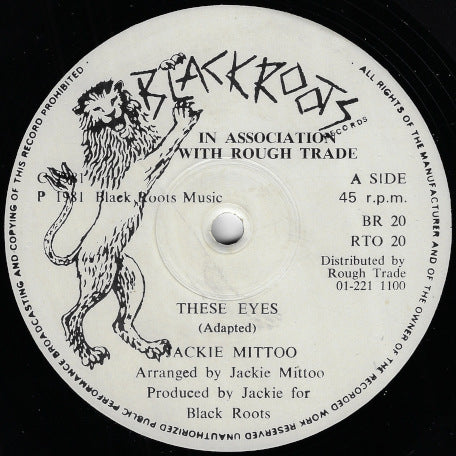 BLACKROOTS
RECORDS
IN ASSOCIATION
WITH ROUGH TRADE
P 1981 Black Roots Music
A SIDE
45 r.p.m.
BR 20
RTO 20
Distributed by
Rough Trade
01-221 1100
THESE EYES
(Adapted)
JACKIE MITTOO
Arranged by Jackie Mittoo
Produced by Jackie for
Black Roots
ALL RIGHTS OF THE MANUFACTURER AND OF THE OWNER OF THE RECORDED WORK RESERVED UNAUTHORIZED PUBLIC PERFORMANCE BROADCASTING AND COPYING OF THIS RECORD PROHIBITED